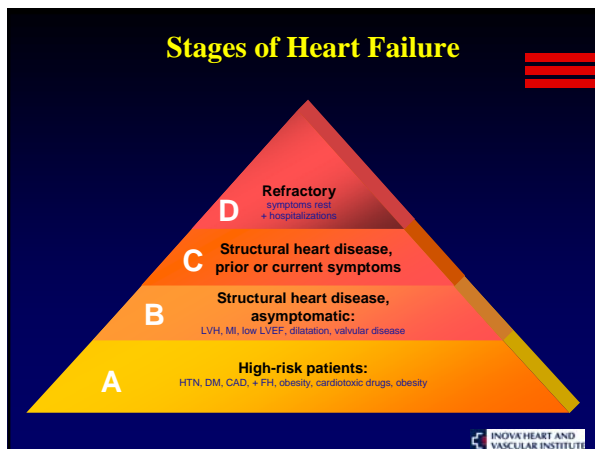 Stages of Heart Failure
D
Refractory
symptoms rest
+ hospitalizations
C
Structural heart disease,
prior or current symptoms
B
Structural heart disease,
asymptomatic:
LVH, MI, low LVEF, dilatation, valvular disease
A
High-risk patients:
HTN, DM, CAD, + FH, obesity, cardiotoxic drugs, obesity
INOVA HEART AND
VASCULAR INSTITUTE